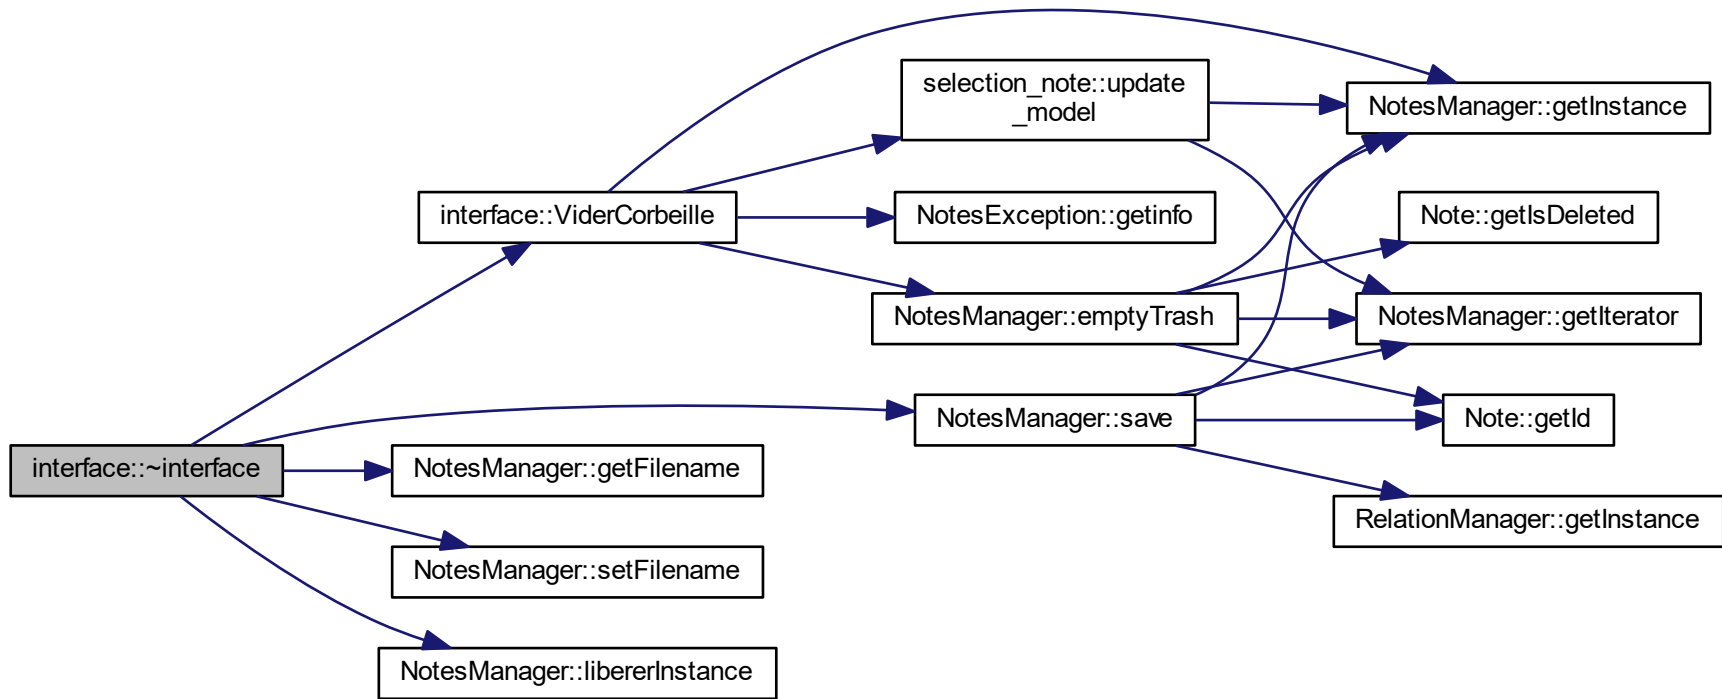 selection_note::update
_model
NotesManager::getInstance
interface::ViderCorbeille
NotesException::getinfo
Note::getIsDeleted
NotesManager::emptyTrash
NotesManager::getIterator
NotesManager::save
Note::getId
interface::~interface
NotesManager::getFilename
RelationManager::getInstance
NotesManager::setFilename
NotesManager::libererInstance